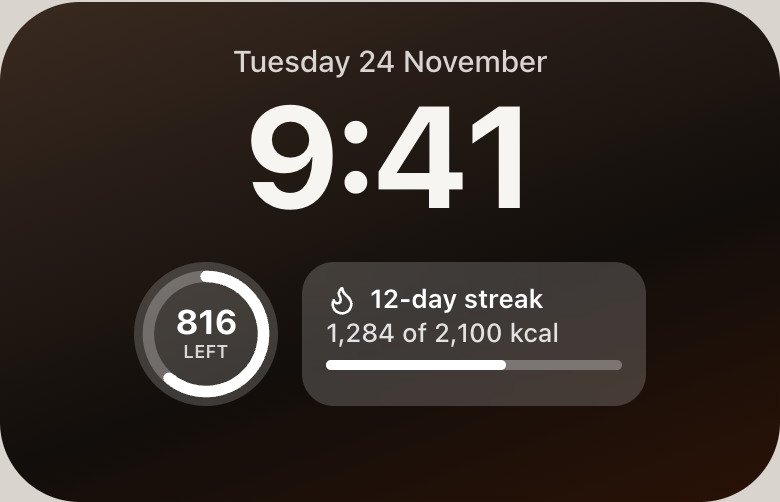 Tuesday 24 November
9:41
816
LEFT
12-day streak
1,284 of 2,100 kcal